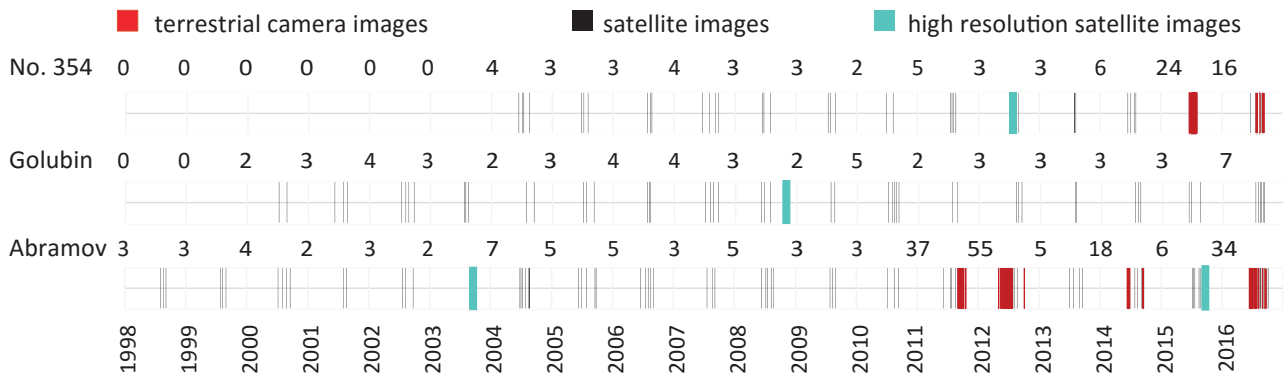 terrestrial camera images satellite images high resolution satellite images
No. 354 0 0 0 0 0 0 4 3 3 4 3 3 2 5 3 3 6 24 16
Golubin 0 0 2 3 4 3 2 3 4 4 3 2 5 2 3 3 3 3 7
Abramov 3 3 4 2 3 2 7 5 5 3 5 3 3 37 55 5 18 6 34
1998 1999 2000 2001 2002 2003 2004 2005 2006 2007 2008 2009 2010 2011 2012 2013 2014 2015 2016